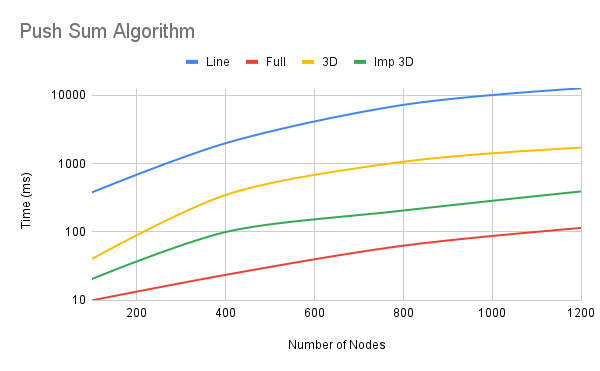 Push Sum Algorithm
Line Full 3D Imp 3D
10000
1000
100
10
Time (ms)
200 400 600 800 1000 1200
Number of Nodes